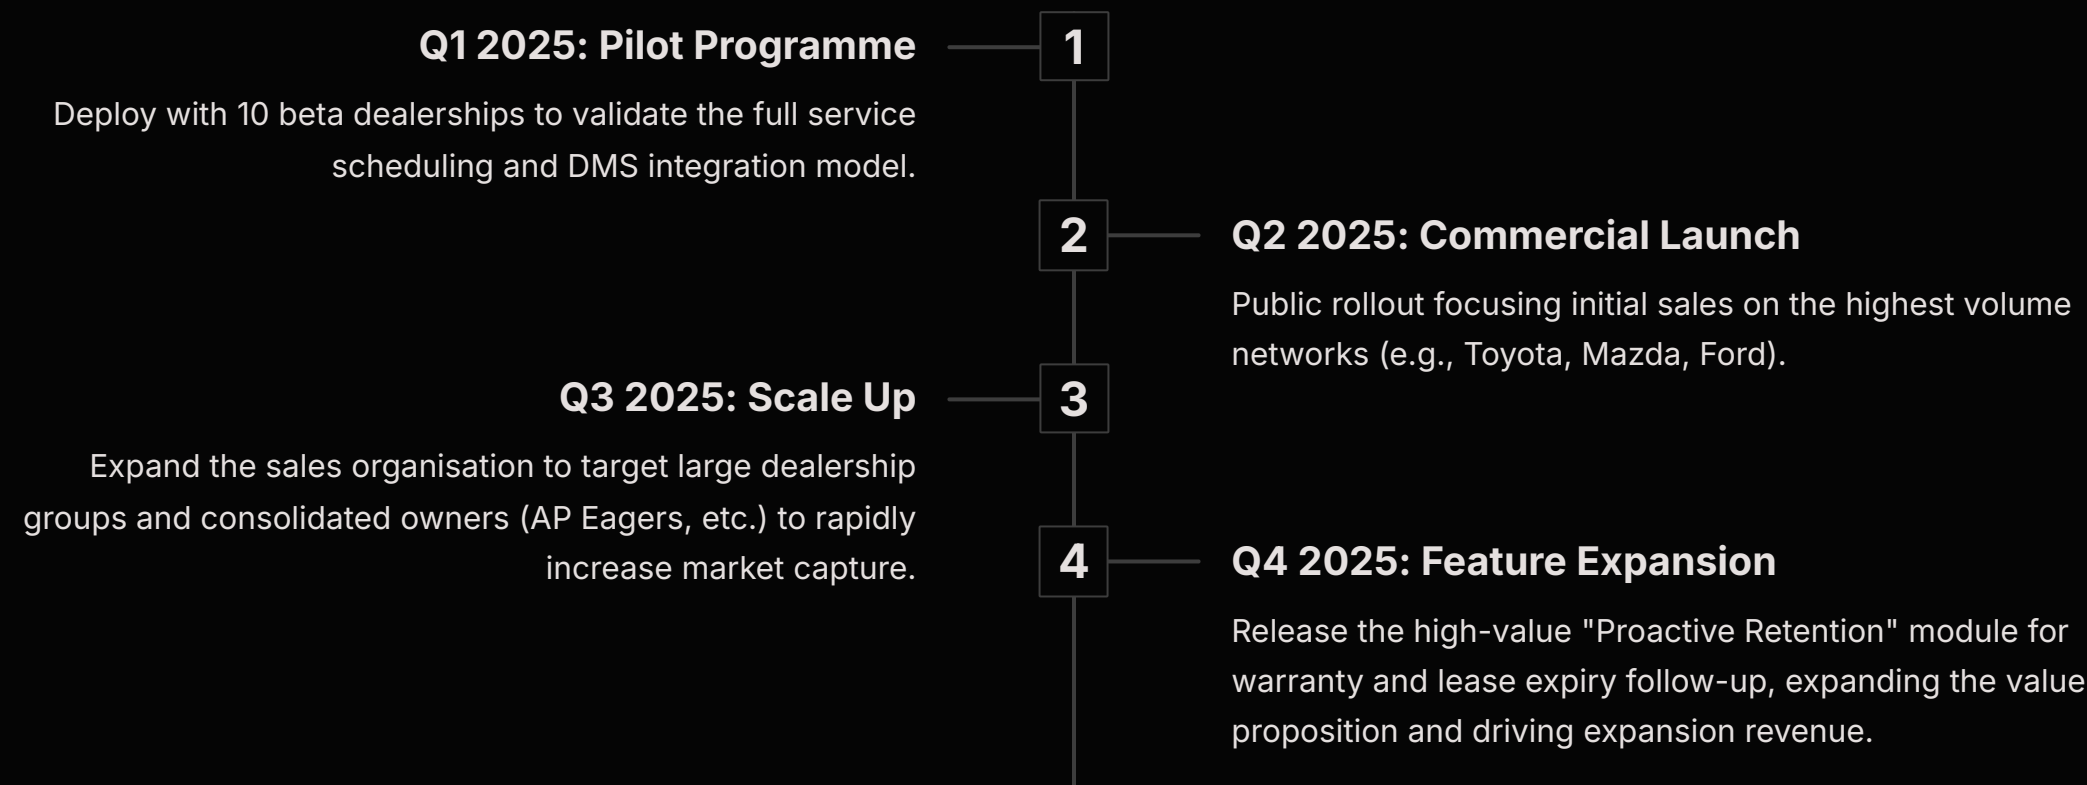 Q1 2025: Pilot Programme
1
Deploy with 10 beta dealerships to validate the full service
scheduling and DMS integration model.
2
Q2 2025: Commercial Launch
Public rollout focusing initial sales on the highest volume
networks (e.g., Toyota, Mazda, Ford).
Q3 2025: Scale Up
3
Expand the sales organisation to target large dealership
groups and consolidated owners (AP Eagers, etc.) to rapidly
increase market capture.
4
Q4 2025: Feature Expansion
Release the high-value "Proactive Retention" module for
warranty and lease expiry follow-up, expanding the value
proposition and driving expansion revenue.